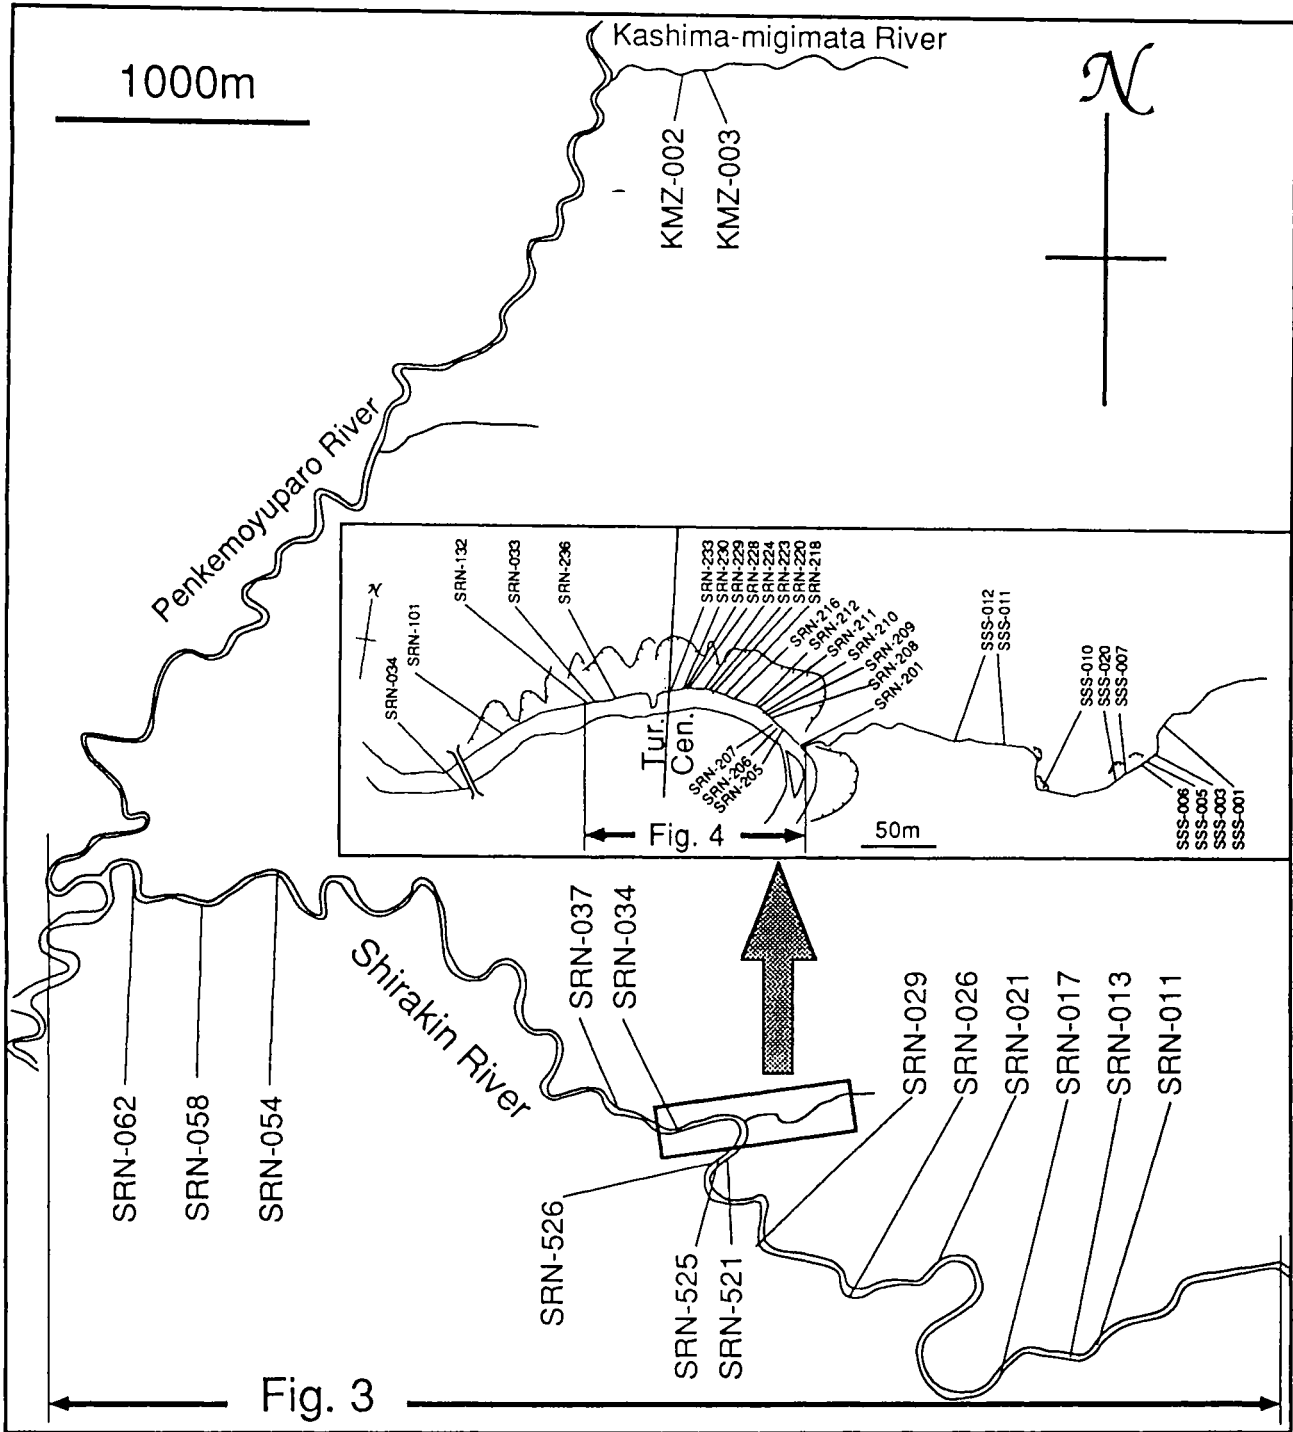 Kashima-migimata River
1000m
N
KMZ-002
KMZ-003
Penkemoyuparo River
N
SRN-034
SRN-101
SRN-132
SRN-033
SRN-236
SRN-233
SRN-230
SRN-229
SRN-228
SRN-224
SRN-223
SRN-220
SRN-218
SRN-216
SRN-212
SRN-211
SRN-210
SRN-209
SRN-208
SRN-201
SRN-207
SRN-206
SRN-205
Tur.
Cen.
SSS-012
SSS-011
SSS-010
SSS-020
SSS-007
SSS-006
SSS-005
SSS-003
SSS-001
Fig. 4
50m
Shirakin River
SRN-037
SRN-034
SRN-029
SRN-026
SRN-021
SRN-017
SRN-013
SRN-011
SRN-062
SRN-058
SRN-054
SRN-526
SRN-525
SRN-521
Fig. 3